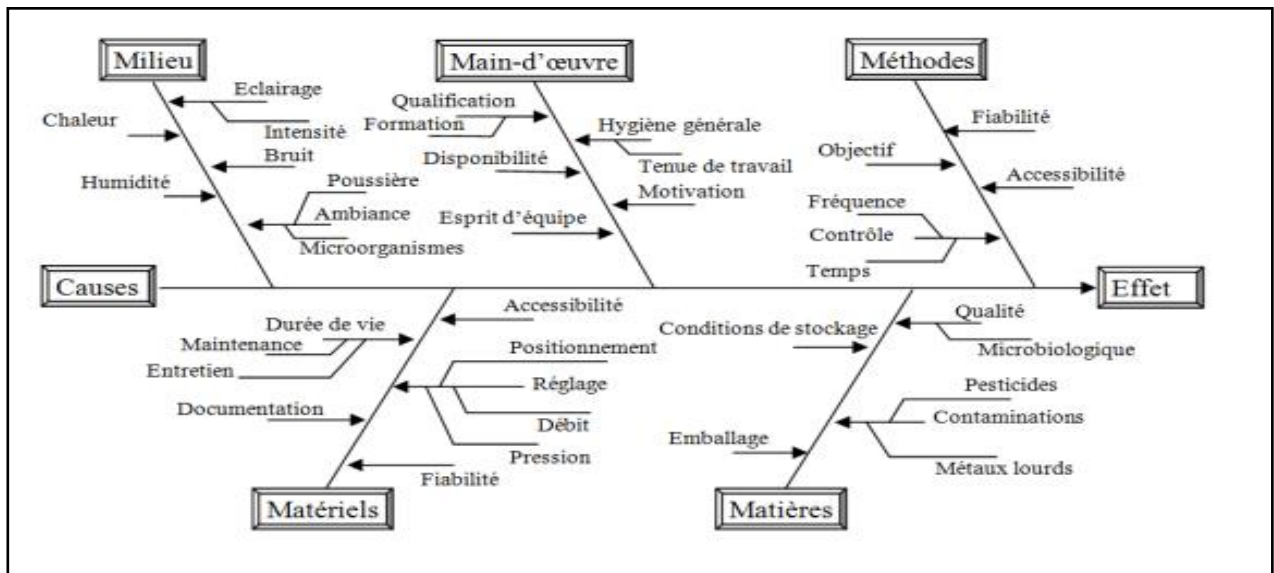 Milieu
Main-d'œuvre
Méthodes
Eclairage
Intensité
Chaleur
Bruit
Humidité
Poussière
Ambiance
Microorganismes
Qualification
Formation
Hygiène générale
Tenue de travail
Disponibilité
Motivation
Esprit d'équipe
Fiabilité
Objectif
Accessibilité
Fréquence
Contrôle
Temps
Causes
Effet
Accessibilité
Durée de vie
Maintenance
Entretien
Positionnement
Réglage
Débit
Pression
Documentation
Fiabilité
Qualité
Microbiologique
Conditions de stockage
Pesticides
Contaminations
Métaux lourds
Emballage
Matériels
Matières